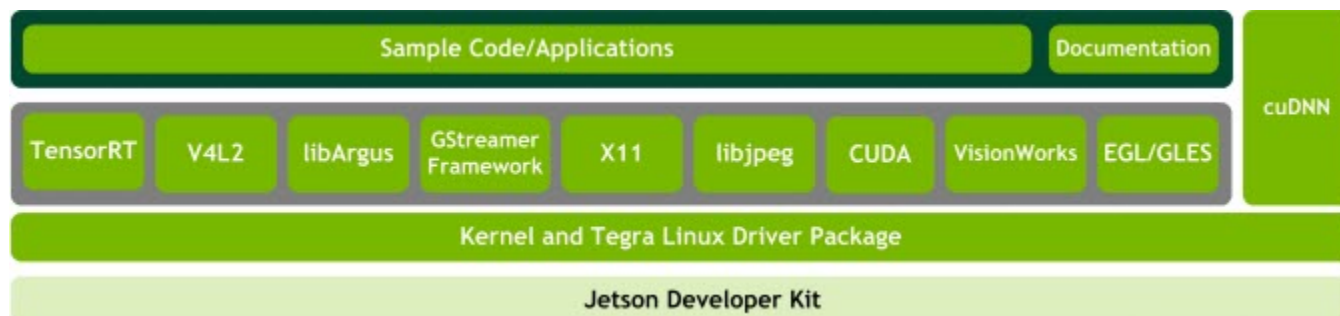 Sample Code/Applications
Documentation
cuDNN
TensorRT
V4L2
libArgus
GStreamer
Framework
X11
libjpeg
CUDA
VisionWorks
EGL/GLES
Kernel and Tegra Linux Driver Package
Jetson Developer Kit